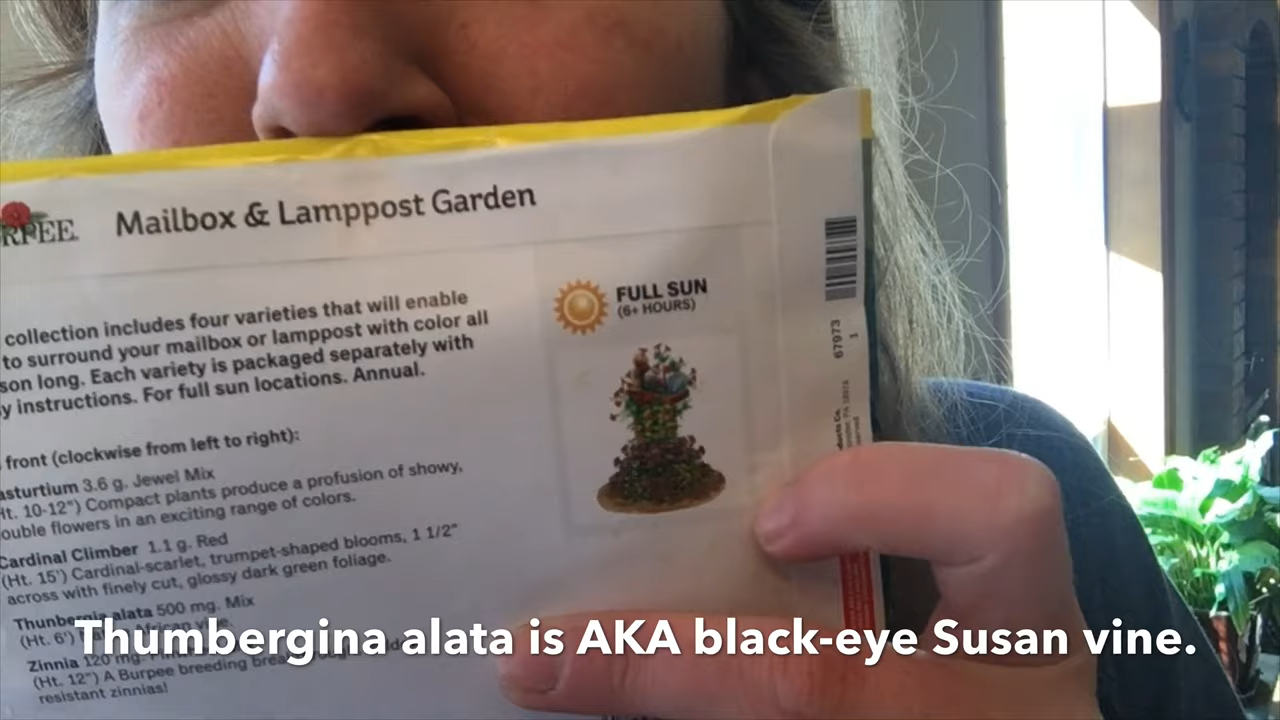 RPEE. Mailbox & Lamppost Garden
collection includes four varieties that will enable
to surround your mailbox or lamppost with color all
son long. Each variety is packaged separately with
y instructions. For full sun locations. Annual.
FULL SUN
(6+ HOURS)
front (clockwise from left to right):
asturtium 3.6 g. Jewel Mix
Ht. 10-12") Compact plants produce a profusion of showy,
ouble flowers in an exciting range of colors.
Cardinal Climber 1.1 g. Red
(Ht. 15') Cardinal-scarlet, trumpet-shaped blooms, 1 1/2"
across with finely cut, glossy dark green foliage.
Thunbergia alata 500 mg. Mix
(Ht. 6') African
Zinnia 120 mg.
(Ht. 12") A Burpee breeding
resistant zinnias!
67973 1
Thumbergina alata is AKA black-eye Susan vine.